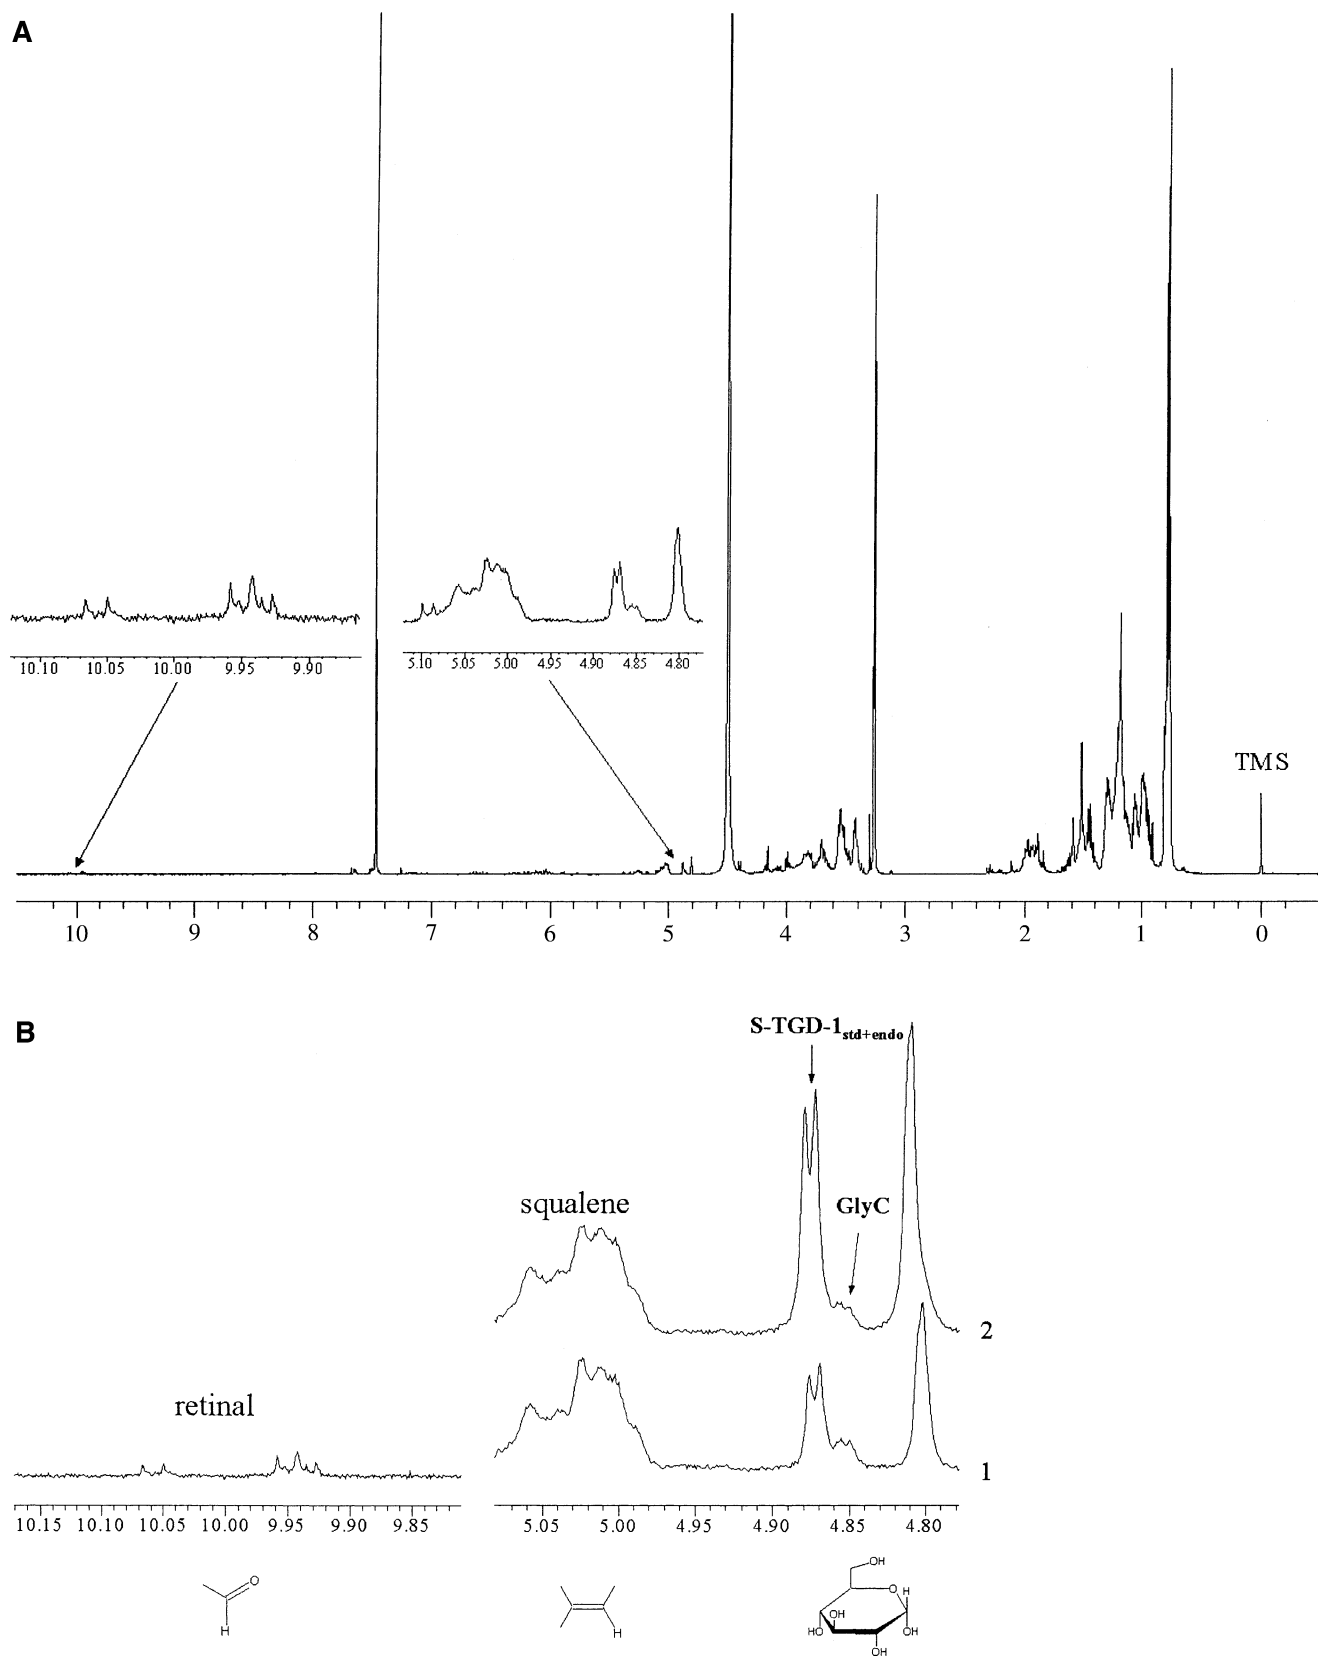 A
10.10 10.05 10.00 9.95 9.90
5.10 5.05 5.00 4.95 4.90 4.85 4.80
TMS
10 9 8 7 6 5 4 3 2 1 0
B
S-TGD-1std+endo
squalene
GlyC
2
retinal
1
10.15 10.10 10.05 10.00 9.95 9.90 9.85
5.05 5.00 4.95 4.90 4.85 4.80
O
H
H
OH
O
H
OH
HO
OH
OH